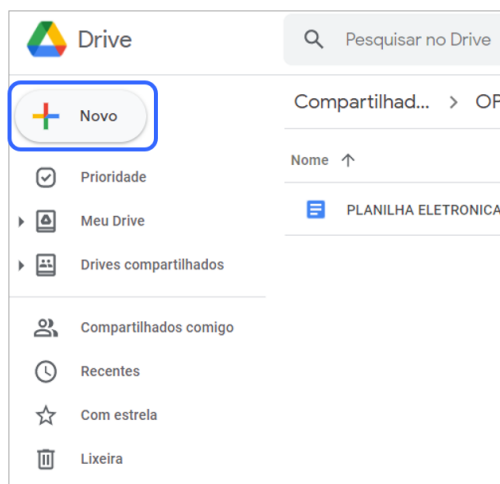 Drive
Pesquisar no Drive
Novo
Compartilhad... > OP
Nome
Prioridade
Meu Drive
PLANILHA ELETRONICA
Drives compartilhados
Compartilhados comigo
Recentes
Com estrela
Lixeira